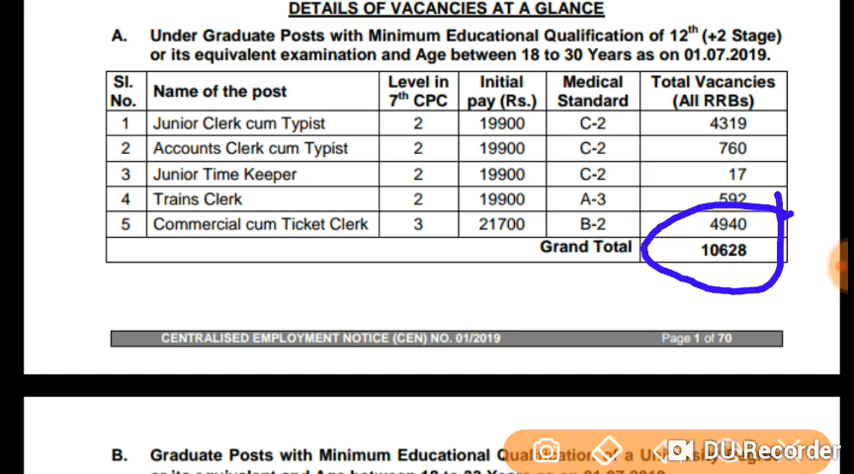 DETAILS OF VACANCIES AT A GLANCE
A. Under Graduate Posts with Minimum Educational Qualification of 12th (+2 Stage)
or its equivalent examination and Age between 18 to 30 Years as on 01.07.2019.
Sl. No. Name of the post Level in 7th CPC Initial pay (Rs.) Medical Standard Total Vacancies (All RRBs)
1 Junior Clerk cum Typist 2 19900 C-2 4319
2 Accounts Clerk cum Typist 2 19900 C-2 760
3 Junior Time Keeper 2 19900 C-2 17
4 Trains Clerk 2 19900 A-3 592
5 Commercial cum Ticket Clerk 3 21700 B-2 4940
Grand Total 10628
CENTRALISED EMPLOYMENT NOTICE (CEN) NO. 01/2019 Page 1 of 70
B. Graduate Posts with Minimum Educational
DU Recorder